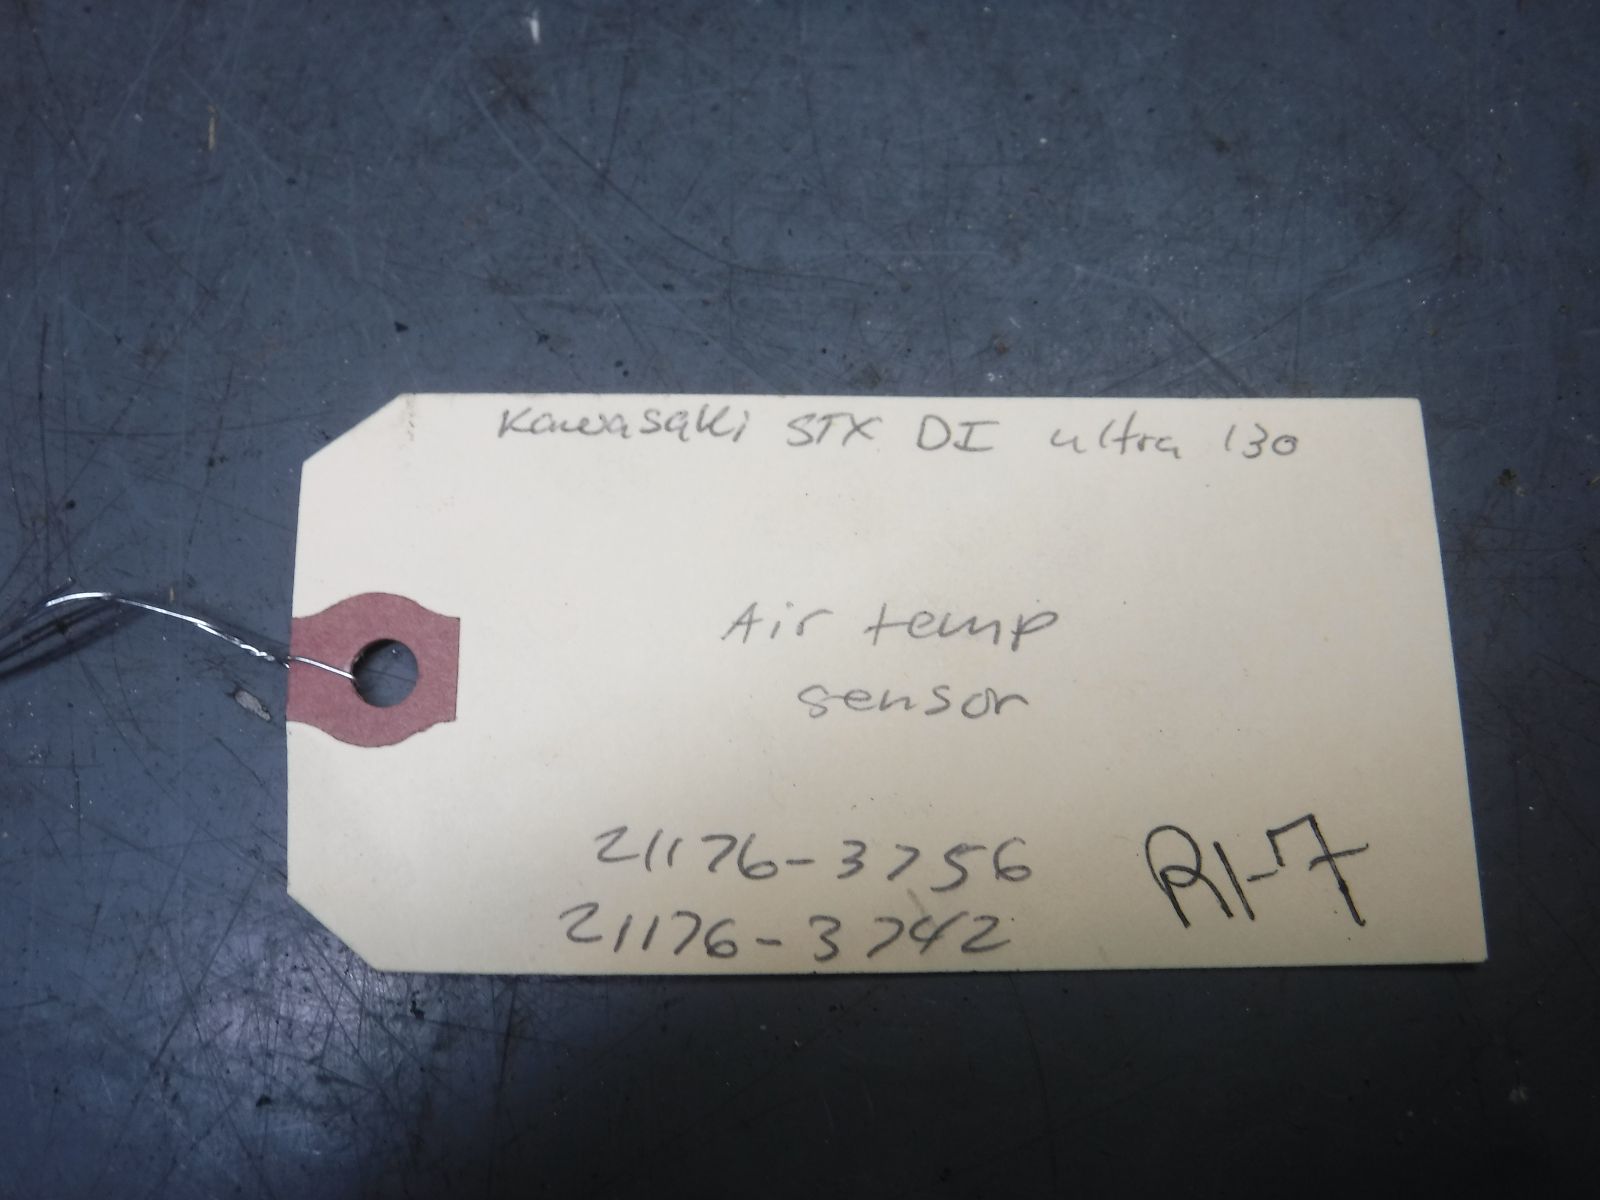 Kawasaki STX DI ultra 130
Air temp
sensor
21176-3756
21176-3742
R1-7